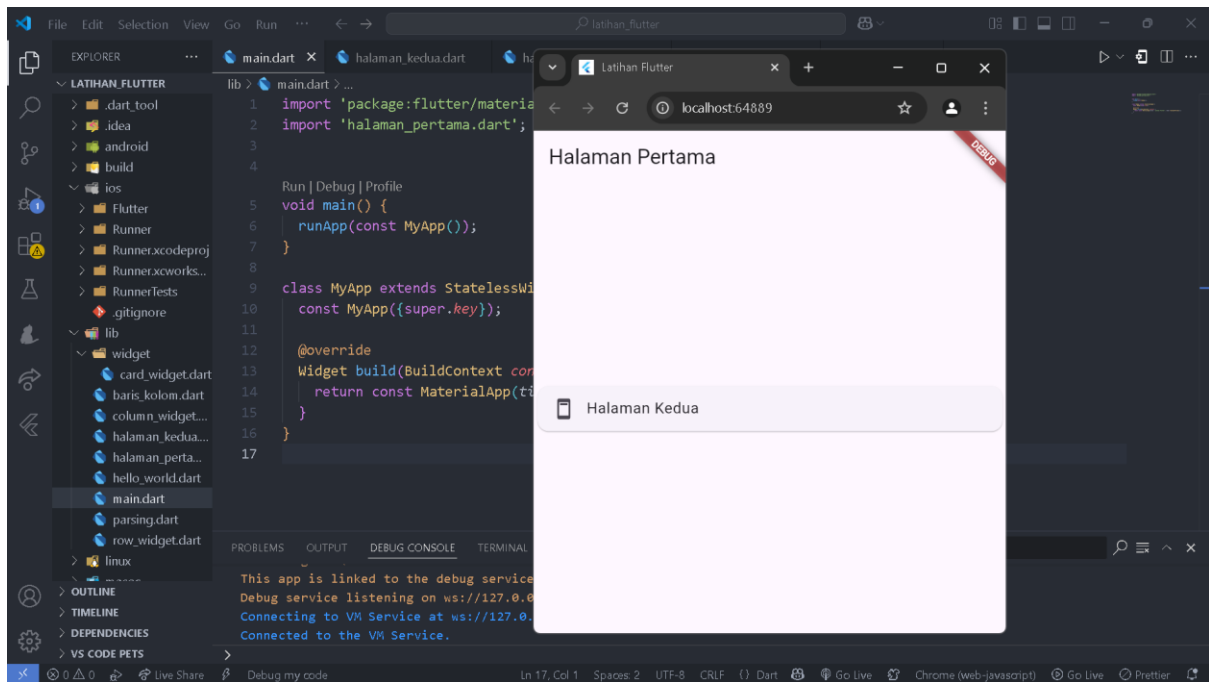 File Edit Selection View Go Run ··· latihan_flutter
EXPLORER ···
LATIHAN_FLUTTER
.dart_tool
.idea
android
build
ios
Flutter
Runner
Runner.xcodeproj
Runner.xcworks...
RunnerTests
.gitignore
lib
widget
card_widget.dart
baris_kolom.dart
column_widget....
halaman_kedua....
halaman_perta...
hello_world.dart
main.dart
parsing.dart
row_widget.dart
linux
OUTLINE
TIMELINE
DEPENDENCIES
VS CODE PETS
1
main.dart halaman_kedua.dart
lib > main.dart > ...
1 import 'package:flutter/materia
2 import 'halaman_pertama.dart';
3
4
Run | Debug | Profile
5 void main() {
6 runApp(const MyApp());
7 }
8
9 class MyApp extends StatelessWi
10 const MyApp({super.key});
11
12 @override
13 Widget build(BuildContext con
14 return const MaterialApp(ti
15 }
16 }
17
PROBLEMS OUTPUT DEBUG CONSOLE TERMINAL
This app is linked to the debug service
Debug service listening on ws://127.0.0
Connecting to VM Service at ws://127.0.
Connected to the VM Service.
>
Latihan Flutter
localhost:64889
Halaman Pertama
DEBUG
Halaman Kedua
0 0 Live Share Debug my code Ln 17, Col 1 Spaces: 2 UTF-8 CRLF {} Dart Go Live Chrome (web-javascript) Go Live Prettier